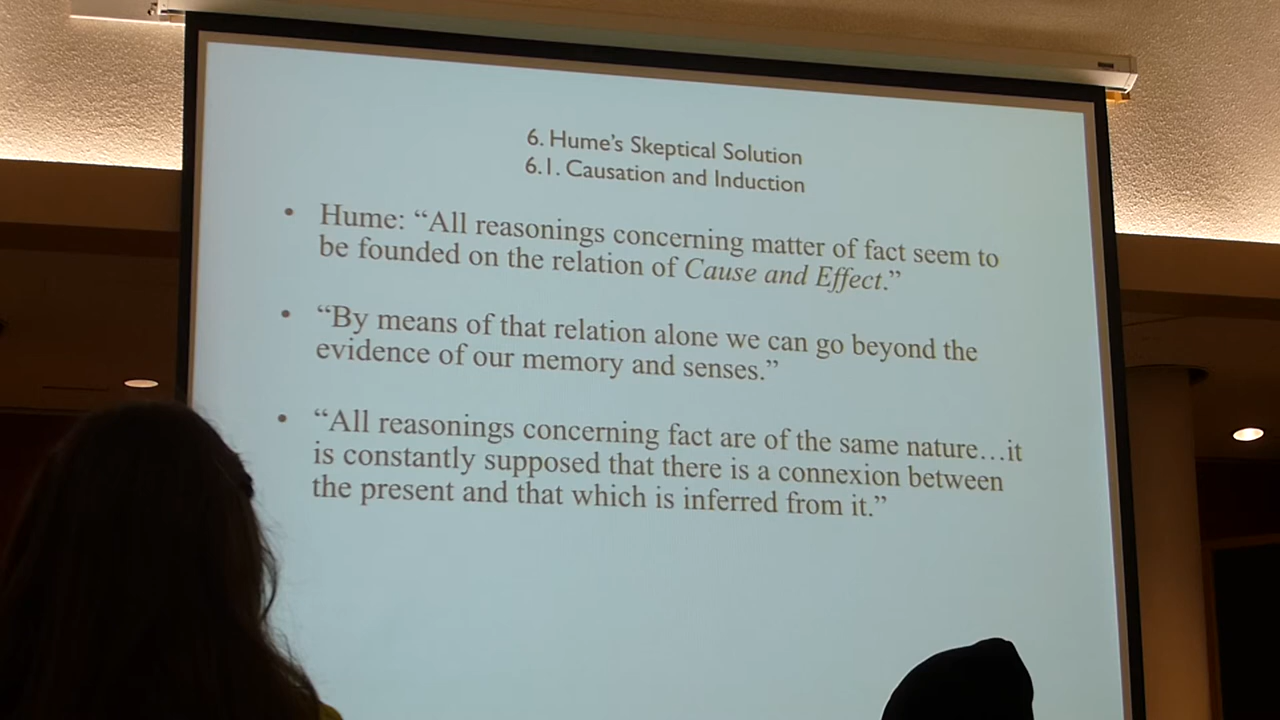 6. Hume's Skeptical Solution
6.1. Causation and Induction
• Hume: “All reasonings concerning matter of fact seem to
be founded on the relation of Cause and Effect.”
• “By means of that relation alone we can go beyond the
evidence of our memory and senses.”
• “All reasonings concerning fact are of the same nature…it
is constantly supposed that there is a connexion between
the present and that which is inferred from it.”